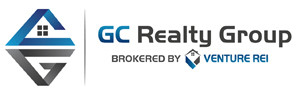 GC Realty Group
BROKERED BY VENTURE REI